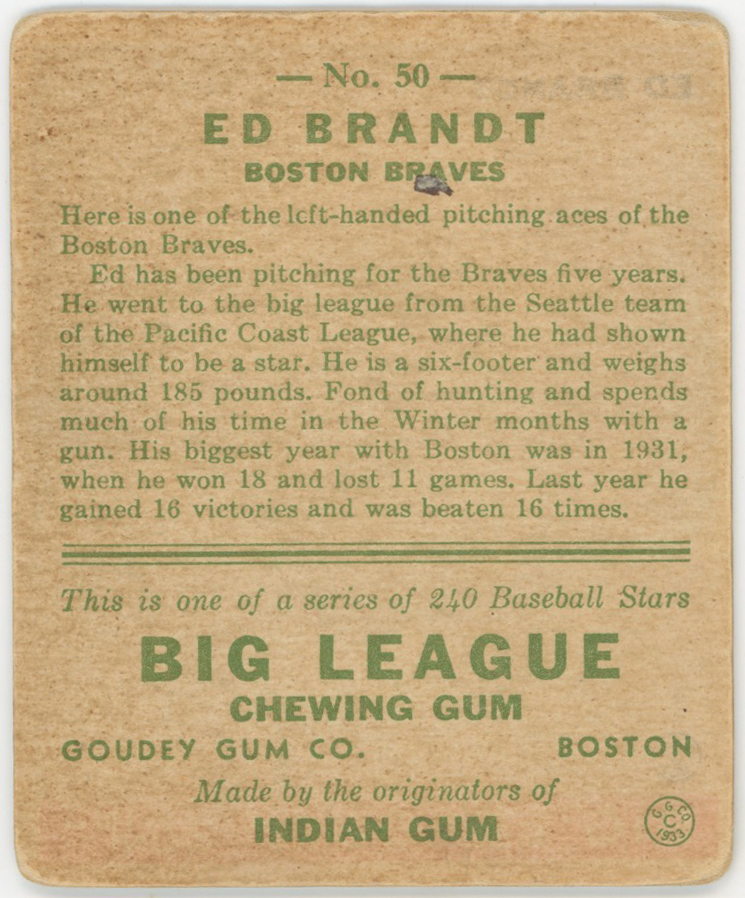 — No. 50 —
ED BRANDT
BOSTON BRAVES
Here is one of the left-handed pitching aces of the
Boston Braves.
Ed has been pitching for the Braves five years.
He went to the big league from the Seattle team
of the Pacific Coast League, where he had shown
himself to be a star. He is a six-footer and weighs
around 185 pounds. Fond of hunting and spends
much of his time in the Winter months with a
gun. His biggest year with Boston was in 1931,
when he won 18 and lost 11 games. Last year he
gained 16 victories and was beaten 16 times.
This is one of a series of 240 Baseball Stars
BIG LEAGUE
CHEWING GUM
GOUDEY GUM CO. BOSTON
Made by the originators of
INDIAN GUM
G G CO.
C
1933